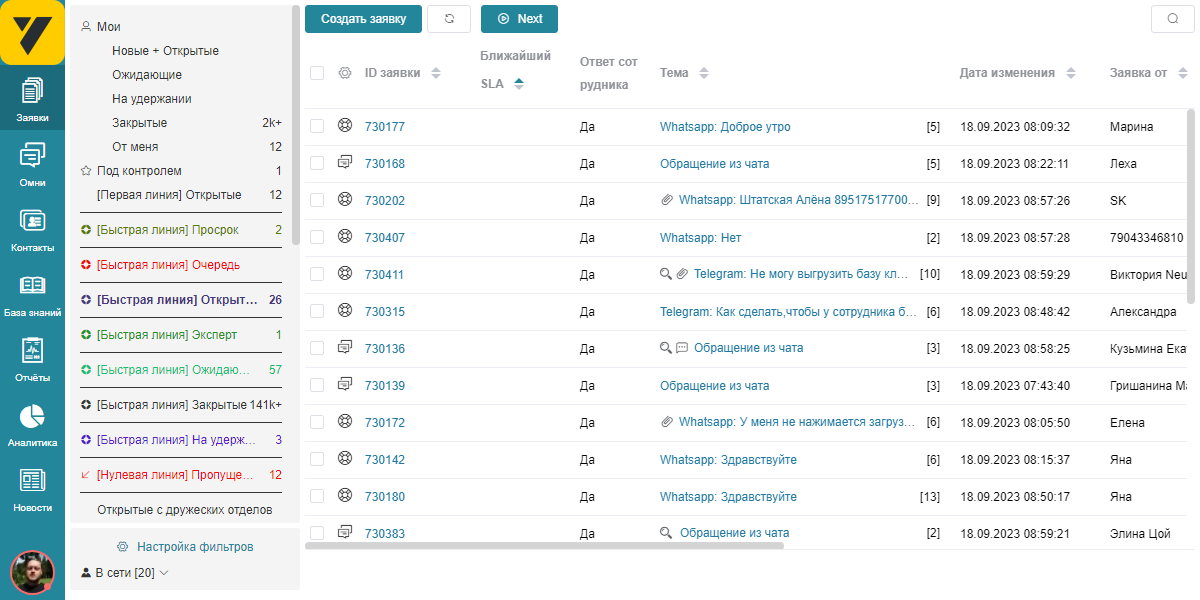 Заявки
Омни
Контакты
База знаний
Отчёты
Аналитика
Новости
Мои
Новые + Открытые
Ожидающие
На удержании
Закрытые 2k+
От меня 12
Под контролем 1
[Первая линия] Открытые 12
[Быстрая линия] Просрок 2
[Быстрая линия] Очередь
[Быстрая линия] Открыт... 26
[Быстрая линия] Эксперт 1
[Быстрая линия] Ожидаю... 57
[Быстрая линия] Закрытые 141k+
[Быстрая линия] На удерж... 3
[Нулевая линия] Пропуще... 12
Открытые с дружеских отделов
Настройка фильтров
В сети [20]
Создать заявку Next
ID заявки Ближайший SLA Ответ сотрудника Тема Дата изменения Заявка от
730177 Да Whatsapp: Доброе утро [5] 18.09.2023 08:09:32 Марина
730168 Да Обращение из чата [5] 18.09.2023 08:22:11 Леха
730202 Да Whatsapp: Штатская Алёна 89517517700... [9] 18.09.2023 08:57:26 SK
730407 Да Whatsapp: Нет [2] 18.09.2023 08:57:28 79043346810
730411 Да Telegram: Не могу выгрузить базу кл... [10] 18.09.2023 08:59:29 Виктория Neu
730315 Да Telegram: Как сделать,чтобы у сотрудника б... [6] 18.09.2023 08:48:42 Александра
730136 Да Обращение из чата [3] 18.09.2023 08:58:25 Кузьмина Ека
730139 Да Обращение из чата [3] 18.09.2023 07:43:40 Гришанина Ма
730172 Да Whatsapp: У меня не нажимается загруз... [6] 18.09.2023 08:05:50 Елена
730142 Да Whatsapp: Здравствуйте [6] 18.09.2023 08:15:37 Яна
730180 Да Whatsapp: Здравствуйте [13] 18.09.2023 08:50:17 Яна
730383 Да Обращение из чата [2] 18.09.2023 08:59:21 Элина Цой